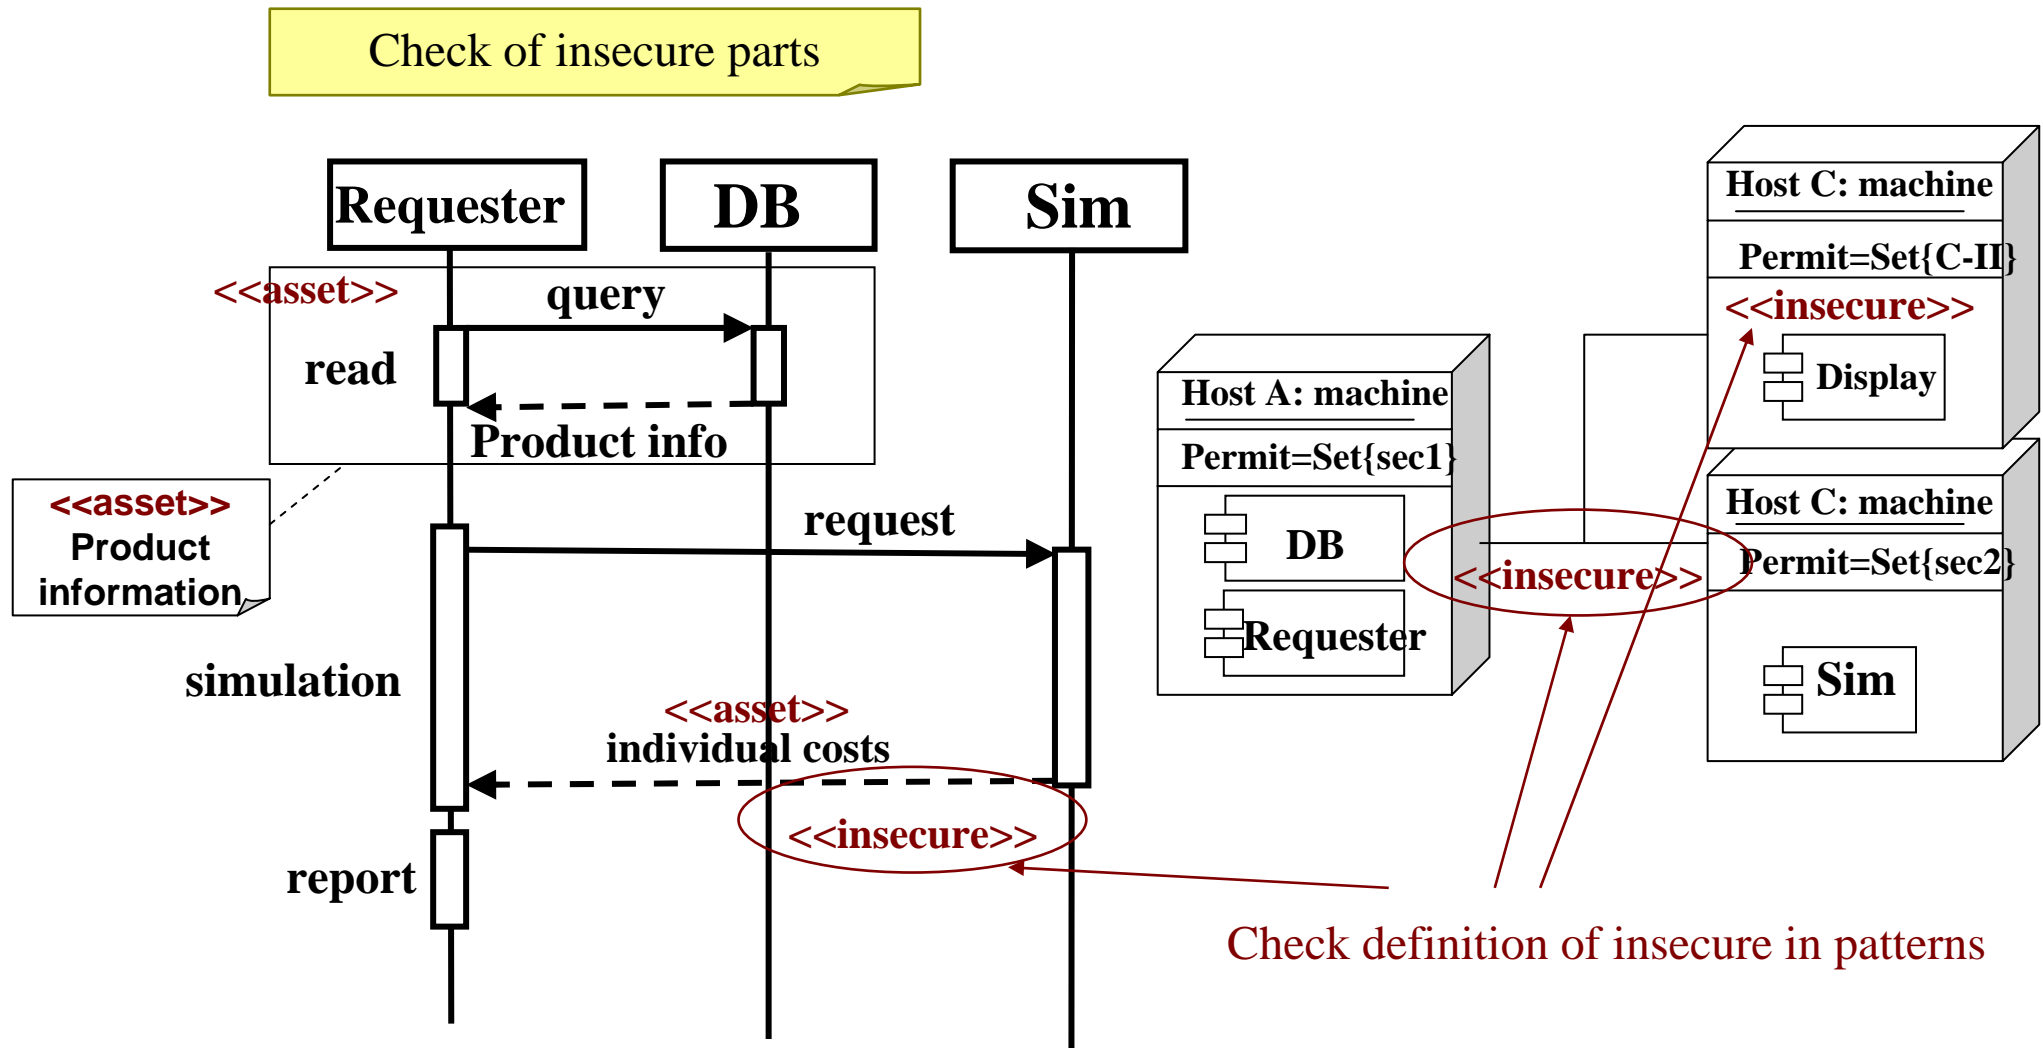 Check of insecure parts
Requester
DB
Sim
<<asset>>
query
read
Product info
<<asset>>
Product
information
request
simulation
<<asset>>
individual costs
<<insecure>>
report
Host A: machine
Permit=Set{sec1}
DB
Requester
<<insecure>>
Host C: machine
Permit=Set{C-II}
<<insecure>>
Display
Host C: machine
Permit=Set{sec2}
Sim
Check definition of insecure in patterns